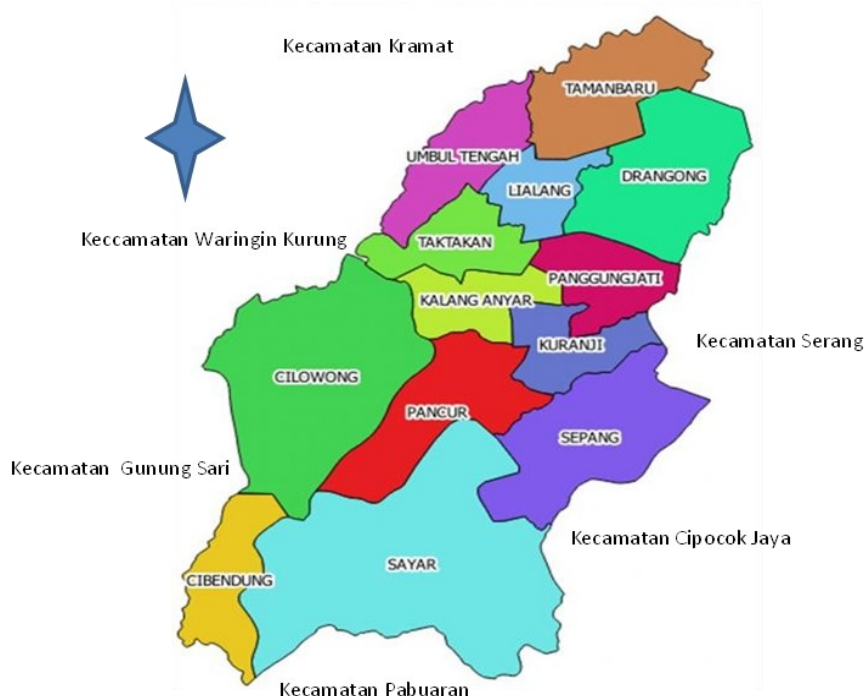 Kecamatan Kramat
TAMANBARU
UMBUL TENGAH
LIALANG
DRANGONG
Keccamatan Waringin Kurung
TAKTAKAN
PANGGUNGJATI
KALANG ANYAR
KURANJI
Kecamatan Serang
CILOWONG
PANCUR
SEPANG
Kecamatan  Gunung Sari
Kecamatan Cipocok Jaya
SAYAR
CIBENDUNG
Kecamatan Pabuaran